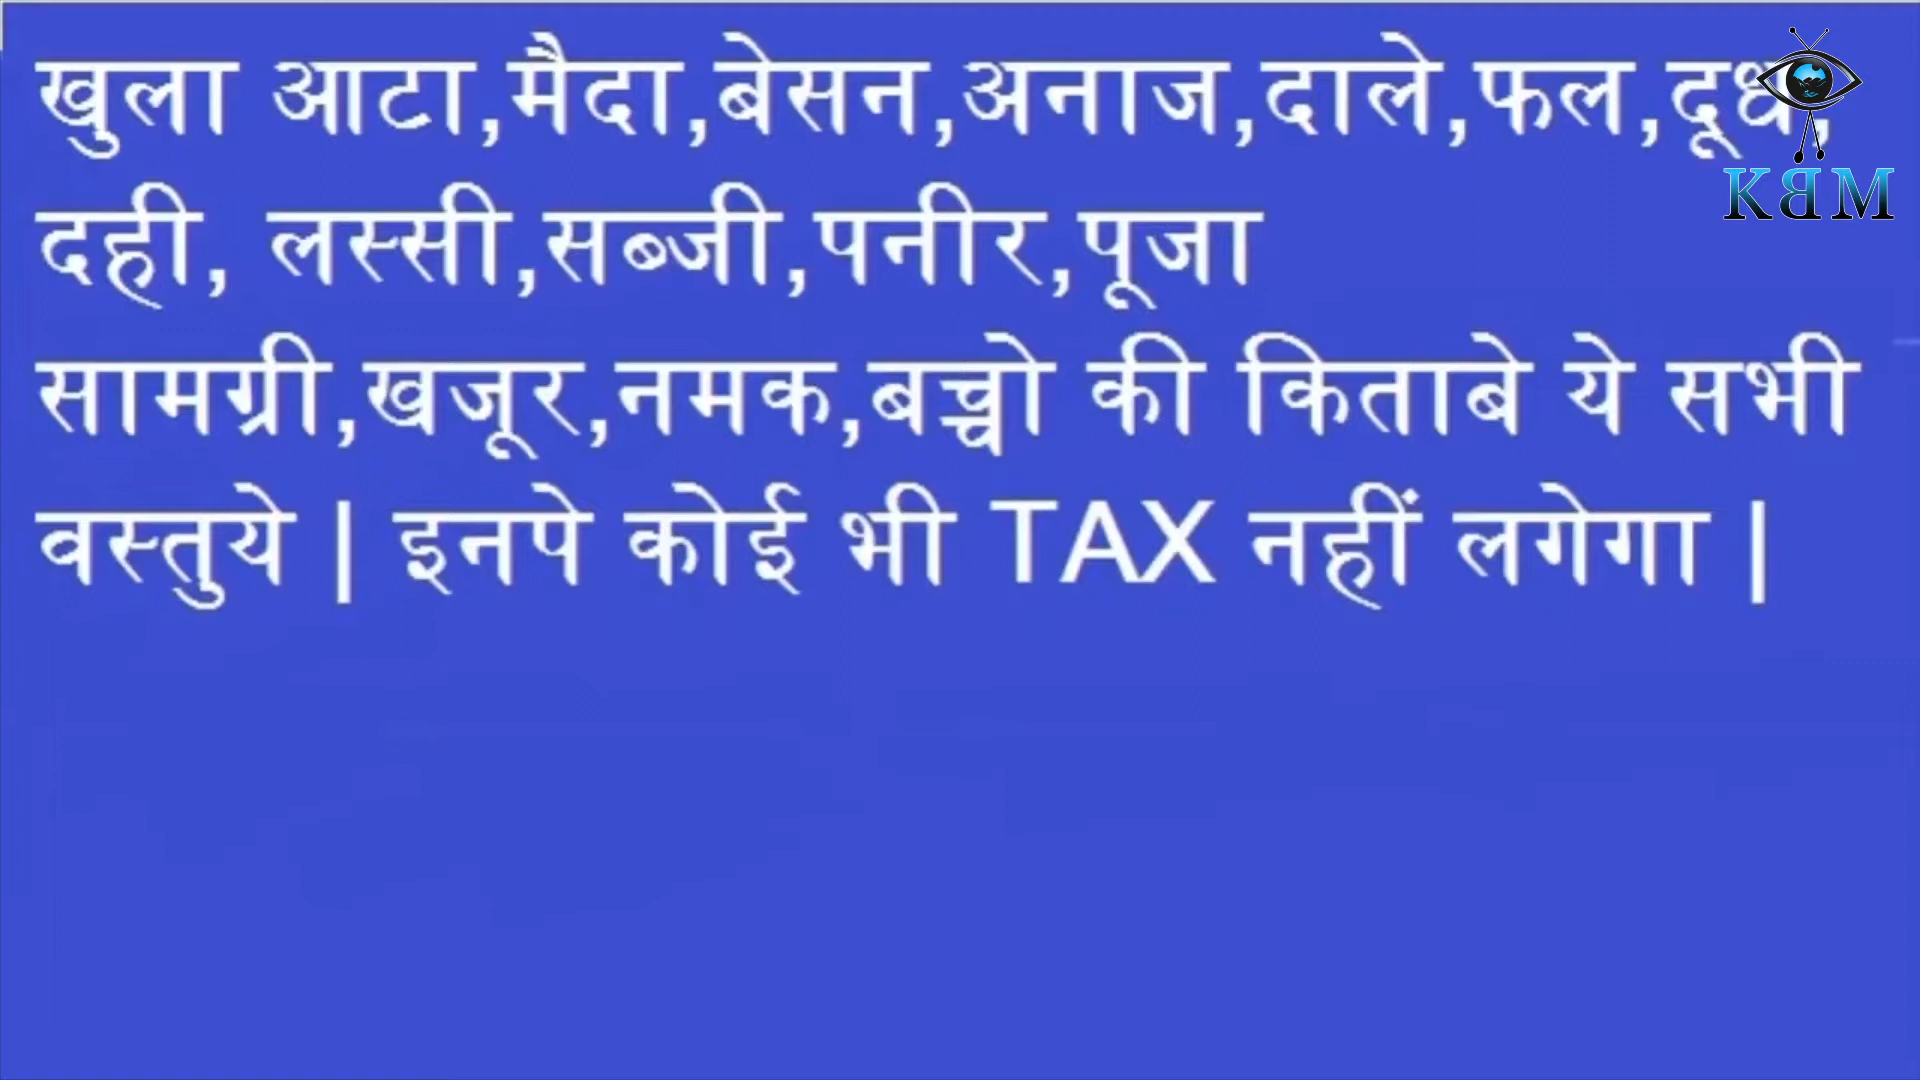 खुला आटा,मैदा,बेसन,अनाज,दाले,फल,दूध,
दही, लस्सी,सब्जी,पनीर,पूजा
सामग्री,खजूर,नमक,बच्चो की किताबे ये सभी
वस्तुये | इनपे कोई भी TAX नहीं लगेगा |
KBM